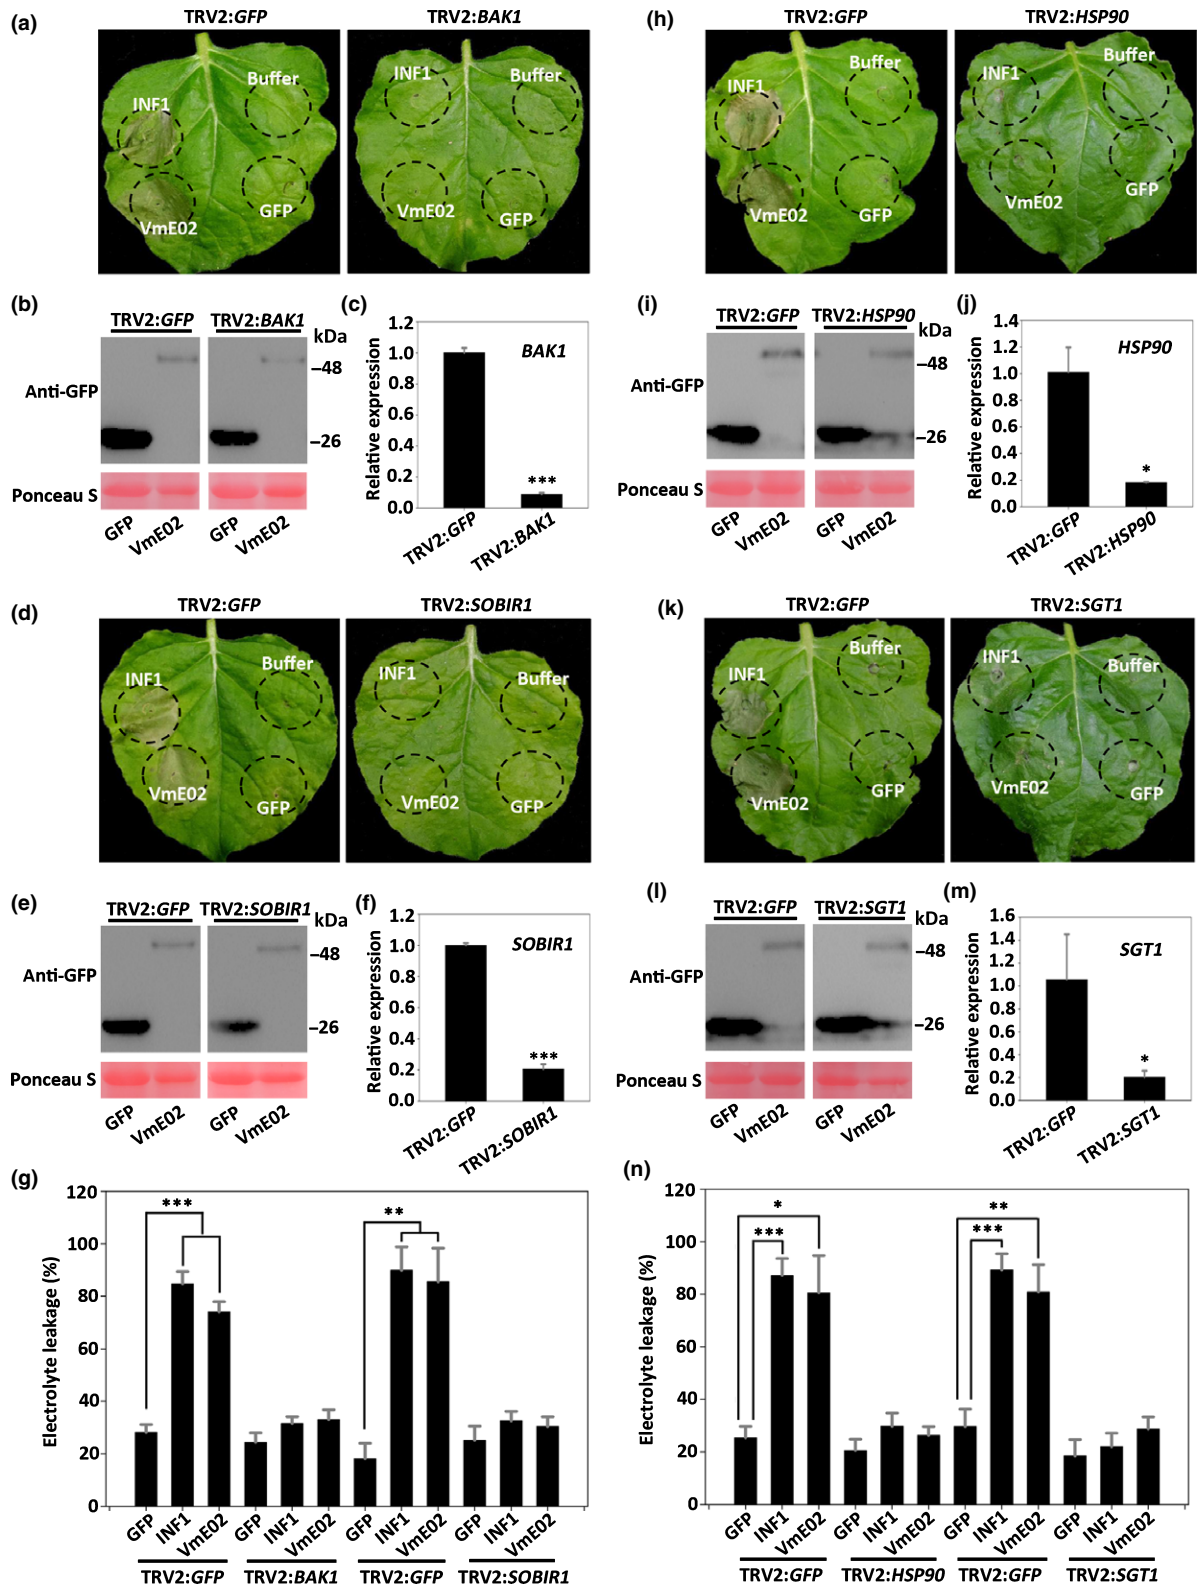 (a)
TRV2:GFP
TRV2:BAK1
INF1
Buffer
VmE02
GFP
INF1
Buffer
VmE02
GFP
(b)
TRV2:GFP
TRV2:BAK1
kDa
Anti-GFP
–48
–26
Ponceau S
GFP
VmE02
GFP
VmE02
(c)
Relative expression
1.2
1.0
0.8
0.6
0.4
0.2
0.0
BAK1
***
TRV2:GFP
TRV2:BAK1
(d)
TRV2:GFP
TRV2:SOBIR1
INF1
Buffer
VmE02
GFP
INF1
Buffer
VmE02
GFP
(e)
TRV2:GFP
TRV2:SOBIR1
kDa
Anti-GFP
–48
–26
Ponceau S
GFP
VmE02
GFP
VmE02
(f)
Relative expression
1.2
1.0
0.8
0.6
0.4
0.2
0.0
SOBIR1
***
TRV2:GFP
TRV2:SOBIR1
(g)
Electrolyte leakage (%)
120
100
80
60
40
20
0
***
**
GFP
INF1
VmE02
GFP
INF1
VmE02
GFP
INF1
VmE02
GFP
INF1
VmE02
TRV2:GFP
TRV2:BAK1
TRV2:GFP
TRV2:SOBIR1
(h)
TRV2:GFP
TRV2:HSP90
INF1
Buffer
VmE02
GFP
INF1
Buffer
VmE02
GFP
(i)
TRV2:GFP
TRV2:HSP90
kDa
Anti-GFP
–48
–26
Ponceau S
GFP
VmE02
GFP
VmE02
(j)
Relative expression
1.4
1.2
1.0
0.8
0.6
0.4
0.2
0.0
HSP90
*
TRV2:GFP
TRV2:HSP90
(k)
TRV2:GFP
TRV2:SGT1
INF1
Buffer
VmE02
GFP
INF1
Buffer
VmE02
GFP
(l)
TRV2:GFP
TRV2:SGT1
kDa
Anti-GFP
–48
–26
Ponceau S
GFP
VmE02
GFP
VmE02
(m)
Relative expression
1.6
1.4
1.2
1.0
0.8
0.6
0.4
0.2
0.0
SGT1
*
TRV2:GFP
TRV2:SGT1
(n)
Electrolyte leakage (%)
120
100
80
60
40
20
0
*
***
**
***
GFP
INF1
VmE02
GFP
INF1
VmE02
GFP
INF1
VmE02
GFP
INF1
VmE02
TRV2:GFP
TRV2:HSP90
TRV2:GFP
TRV2:SGT1